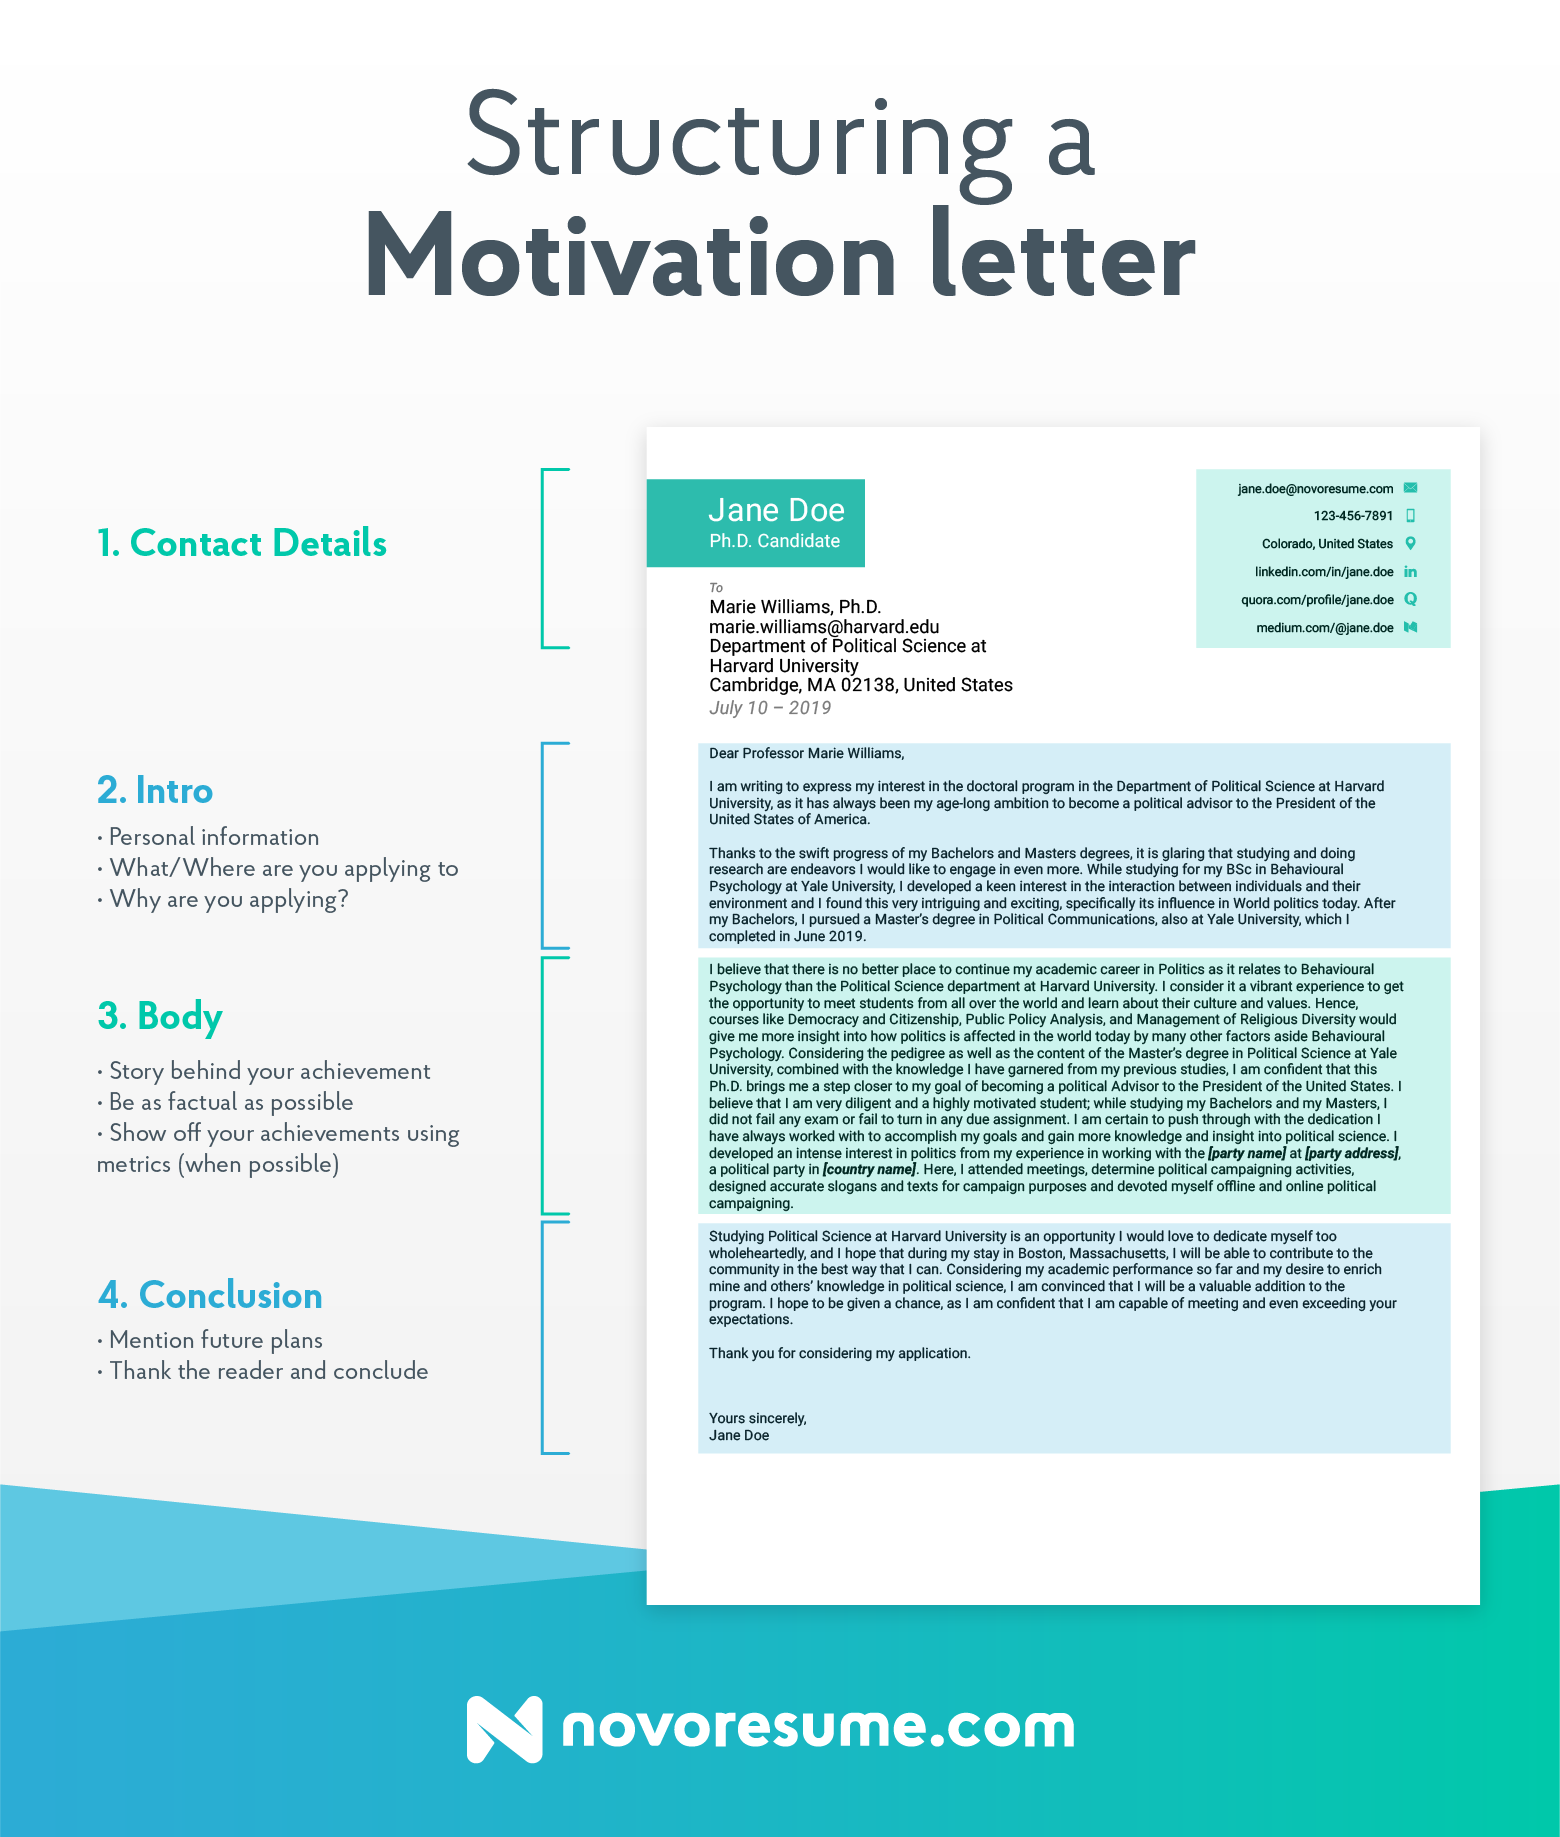 Structuring a
Motivation letter
1. Contact Details
Jane Doe
Ph.D. Candidate
To
Marie Williams, Ph.D.
marie.williams@harvard.edu
Department of Political Science at
Harvard University
Cambridge, MA 02138, United States
July 10 – 2019
jane.doe@novoresume.com
123-456-7891
Colorado, United States
linkedin.com/in/jane.doe
quora.com/profile/jane.doe
medium.com/@jane.doe
2. Intro
• Personal information
• What/Where are you applying to
• Why are you applying?
Dear Professor Marie Williams,
I am writing to express my interest in the doctoral program in the Department of Political Science at Harvard
University, as it has always been my age-long ambition to become a political advisor to the President of the
United States of America.
Thanks to the swift progress of my Bachelors and Masters degrees, it is glaring that studying and doing
research are endeavors I would like to engage in even more. While studying for my BSc in Behavioural
Psychology at Yale University, I developed a keen interest in the interaction between individuals and their
environment and I found this very intriguing and exciting, specifically its influence in World politics today. After
my Bachelors, I pursued a Master's degree in Political Communications, also at Yale University, which I
completed in June 2019.
3. Body
• Story behind your achievement
• Be as factual as possible
• Show off your achievements using
metrics (when possible)
I believe that there is no better place to continue my academic career in Politics as it relates to Behavioural
Psychology than the Political Science department at Harvard University. I consider it a vibrant experience to get
the opportunity to meet students from all over the world and learn about their culture and values. Hence,
courses like Democracy and Citizenship, Public Policy Analysis, and Management of Religious Diversity would
give me more insight into how politics is affected in the world today by many other factors aside Behavioural
Psychology. Considering the pedigree as well as the content of the Master's degree in Political Science at Yale
University, combined with the knowledge I have garnered from my previous studies, I am confident that this
Ph.D. brings me a step closer to my goal of becoming a political Advisor to the President of the United States. I
believe that I am very diligent and a highly motivated student; while studying my Bachelors and my Masters, I
did not fail any exam or fail to turn in any due assignment. I am certain to push through with the dedication I
have always worked with to accomplish my goals and gain more knowledge and insight into political science. I
developed an intense interest in politics from my experience in working with the [party name] at [party address],
a political party in [country name]. Here, I attended meetings, determine political campaigning activities,
designed accurate slogans and texts for campaign purposes and devoted myself offline and online political
campaigning.
4. Conclusion
• Mention future plans
• Thank the reader and conclude
Studying Political Science at Harvard University is an opportunity I would love to dedicate myself too
wholeheartedly, and I hope that during my stay in Boston, Massachusetts, I will be able to contribute to the
community in the best way that I can. Considering my academic performance so far and my desire to enrich
mine and others' knowledge in political science, I am convinced that I will be a valuable addition to the
program. I hope to be given a chance, as I am confident that I am capable of meeting and even exceeding your
expectations.
Thank you for considering my application.
Yours sincerely,
Jane Doe
novoresume.com